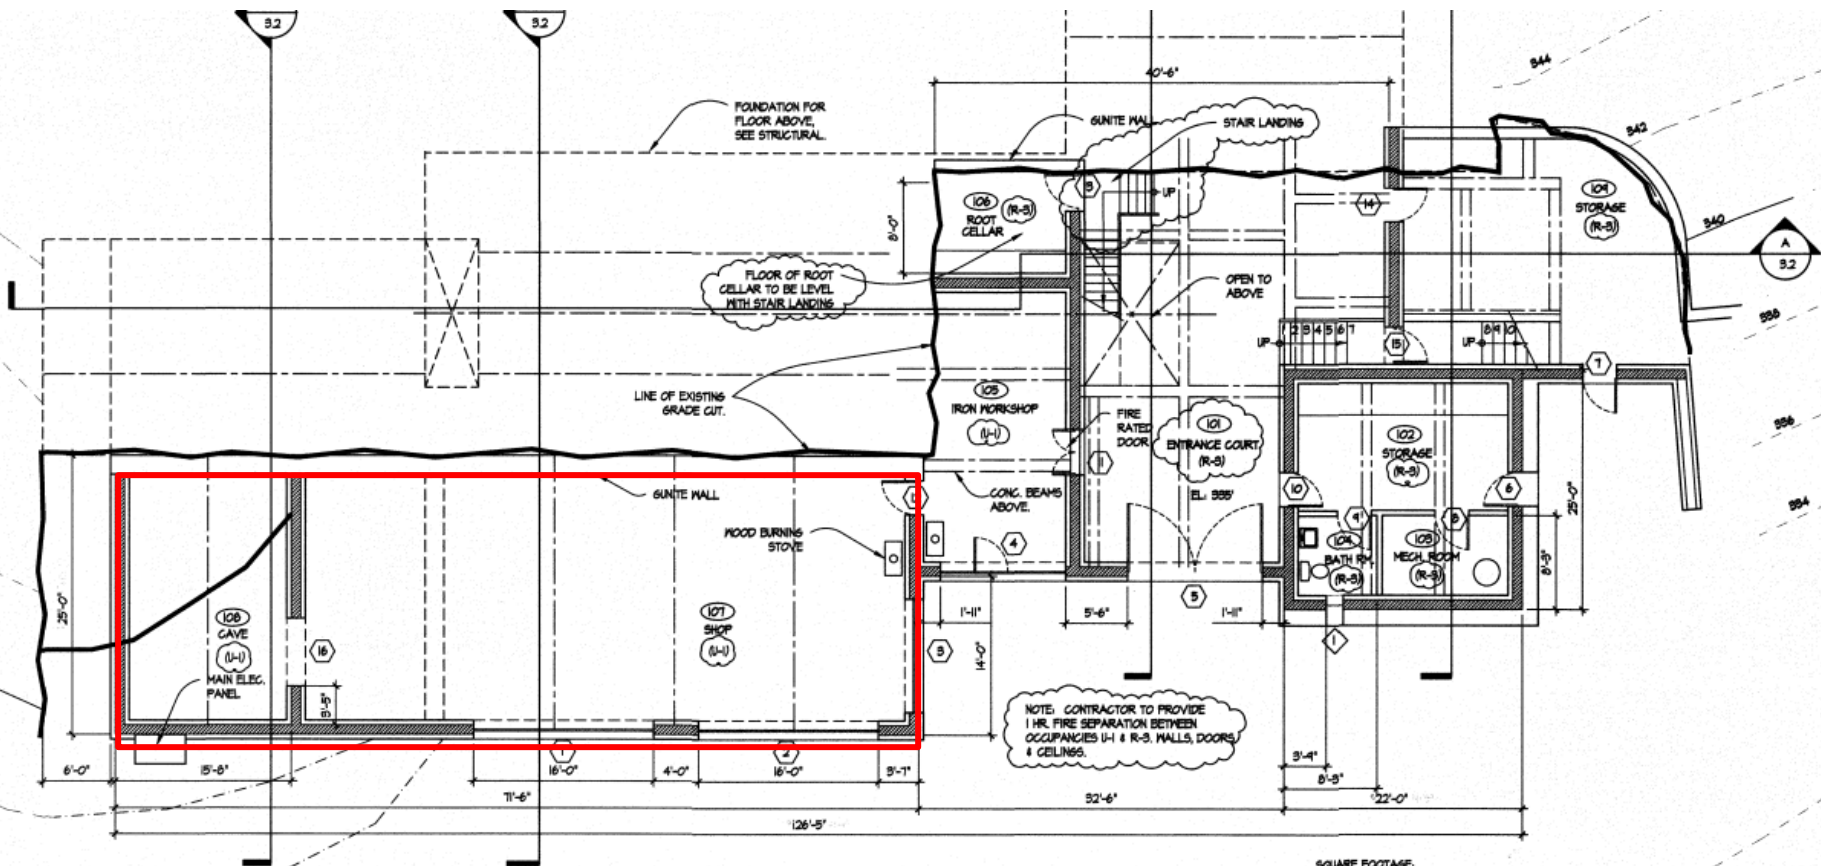 3.2
3.2
40'-6"
344
FOUNDATION FOR
FLOOR ABOVE,
SEE STRUCTURAL.
GUNITE WALL
STAIR LANDING
342
106
(R-3)
ROOT
CELLAR
UP
14
109
STORAGE
(R-3)
340
8'-0"
A
3.2
FLOOR OF ROOT
CELLAR TO BE LEVEL
WITH STAIR LANDING
OPEN TO
ABOVE
338
UP
1 2 3 4 5 6 7
15
UP
8 9 10
7
LINE OF EXISTING
GRADE CUT.
105
IRON WORKSHOP
(U-1)
FIRE
RATED
DOOR
101
ENTRANCE COURT
(R-3)
102
STORAGE
(R-3)
336
11
GUNITE WALL
CONC. BEAMS
ABOVE.
EL: 335'
10
6
25'-0"
334
WOOD BURNING
STOVE
4
9
8
104
BATH RM.
(R-3)
103
MECH. ROOM
(R-3)
8'-3"
25'-0"
108
CAVE
(U-1)
107
SHOP
(U-1)
1'-11"
5'-6"
5
1'-11"
1
16
3
14'-0"
MAIN ELEC.
PANEL
3'-5"
NOTE: CONTRACTOR TO PROVIDE
1 HR. FIRE SEPARATION BETWEEN
OCCUPANCIES U-1 & R-3. WALLS, DOORS
& CEILINGS.
1
2
6'-0"
15'-8"
16'-0"
4'-0"
16'-0"
3'-7"
3'-9"
8'-3"
71'-6"
32'-6"
22'-0"
126'-5"
SQUARE FOOTAGE: